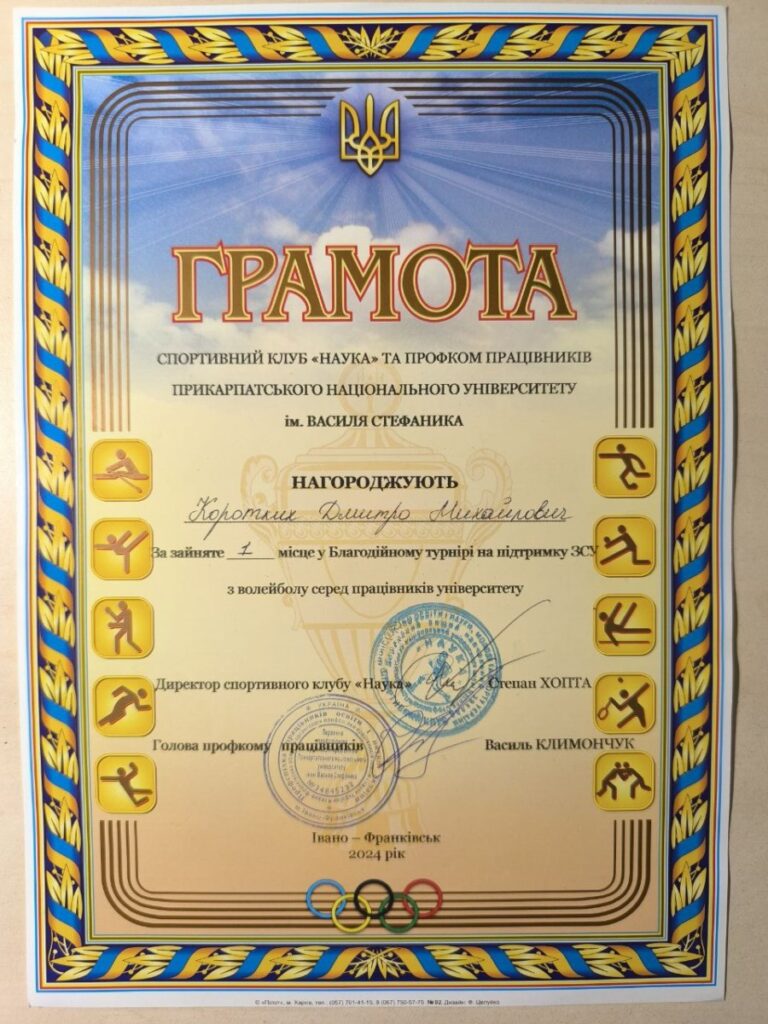 ГРАМОТА
СПОРТИВНИЙ КЛУБ «НАУКА» ТА ПРОФКОМ ПРАЦІВНИКІВ
ПРИКАРПАТСЬКОГО НАЦІОНАЛЬНОГО УНІВЕРСИТЕТУ
ім. ВАСИЛЯ СТЕФАНИКА
НАГОРОДЖУЮТЬ
Коротких Дмитро Михайлович
За зайняте 1 місце у Благодійному турнірі на підтримку ЗСУ
з волейболу серед працівників університету
Директор спортивного клубу «Наука» Степан ХОПТА
Голова профкому працівників Василь КЛИМОНЧУК
Івано – Франківськ
2024 рік